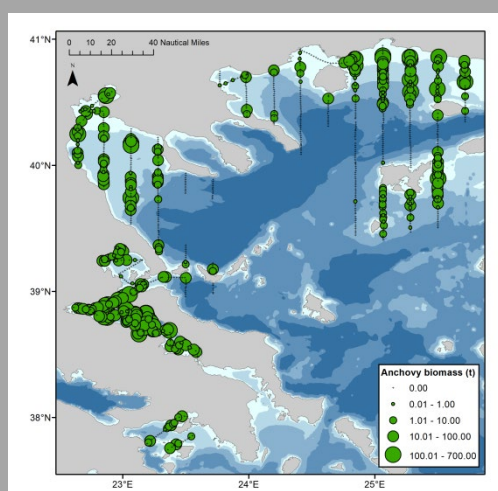 41°N
0 10 20 40 Nautical Miles
N
40°N
39°N
38°N
Anchovy biomass (t)
0.00
0.01 - 1.00
1.01 - 10.00
10.01 - 100.00
100.01 - 700.00
23°E 24°E 25°E